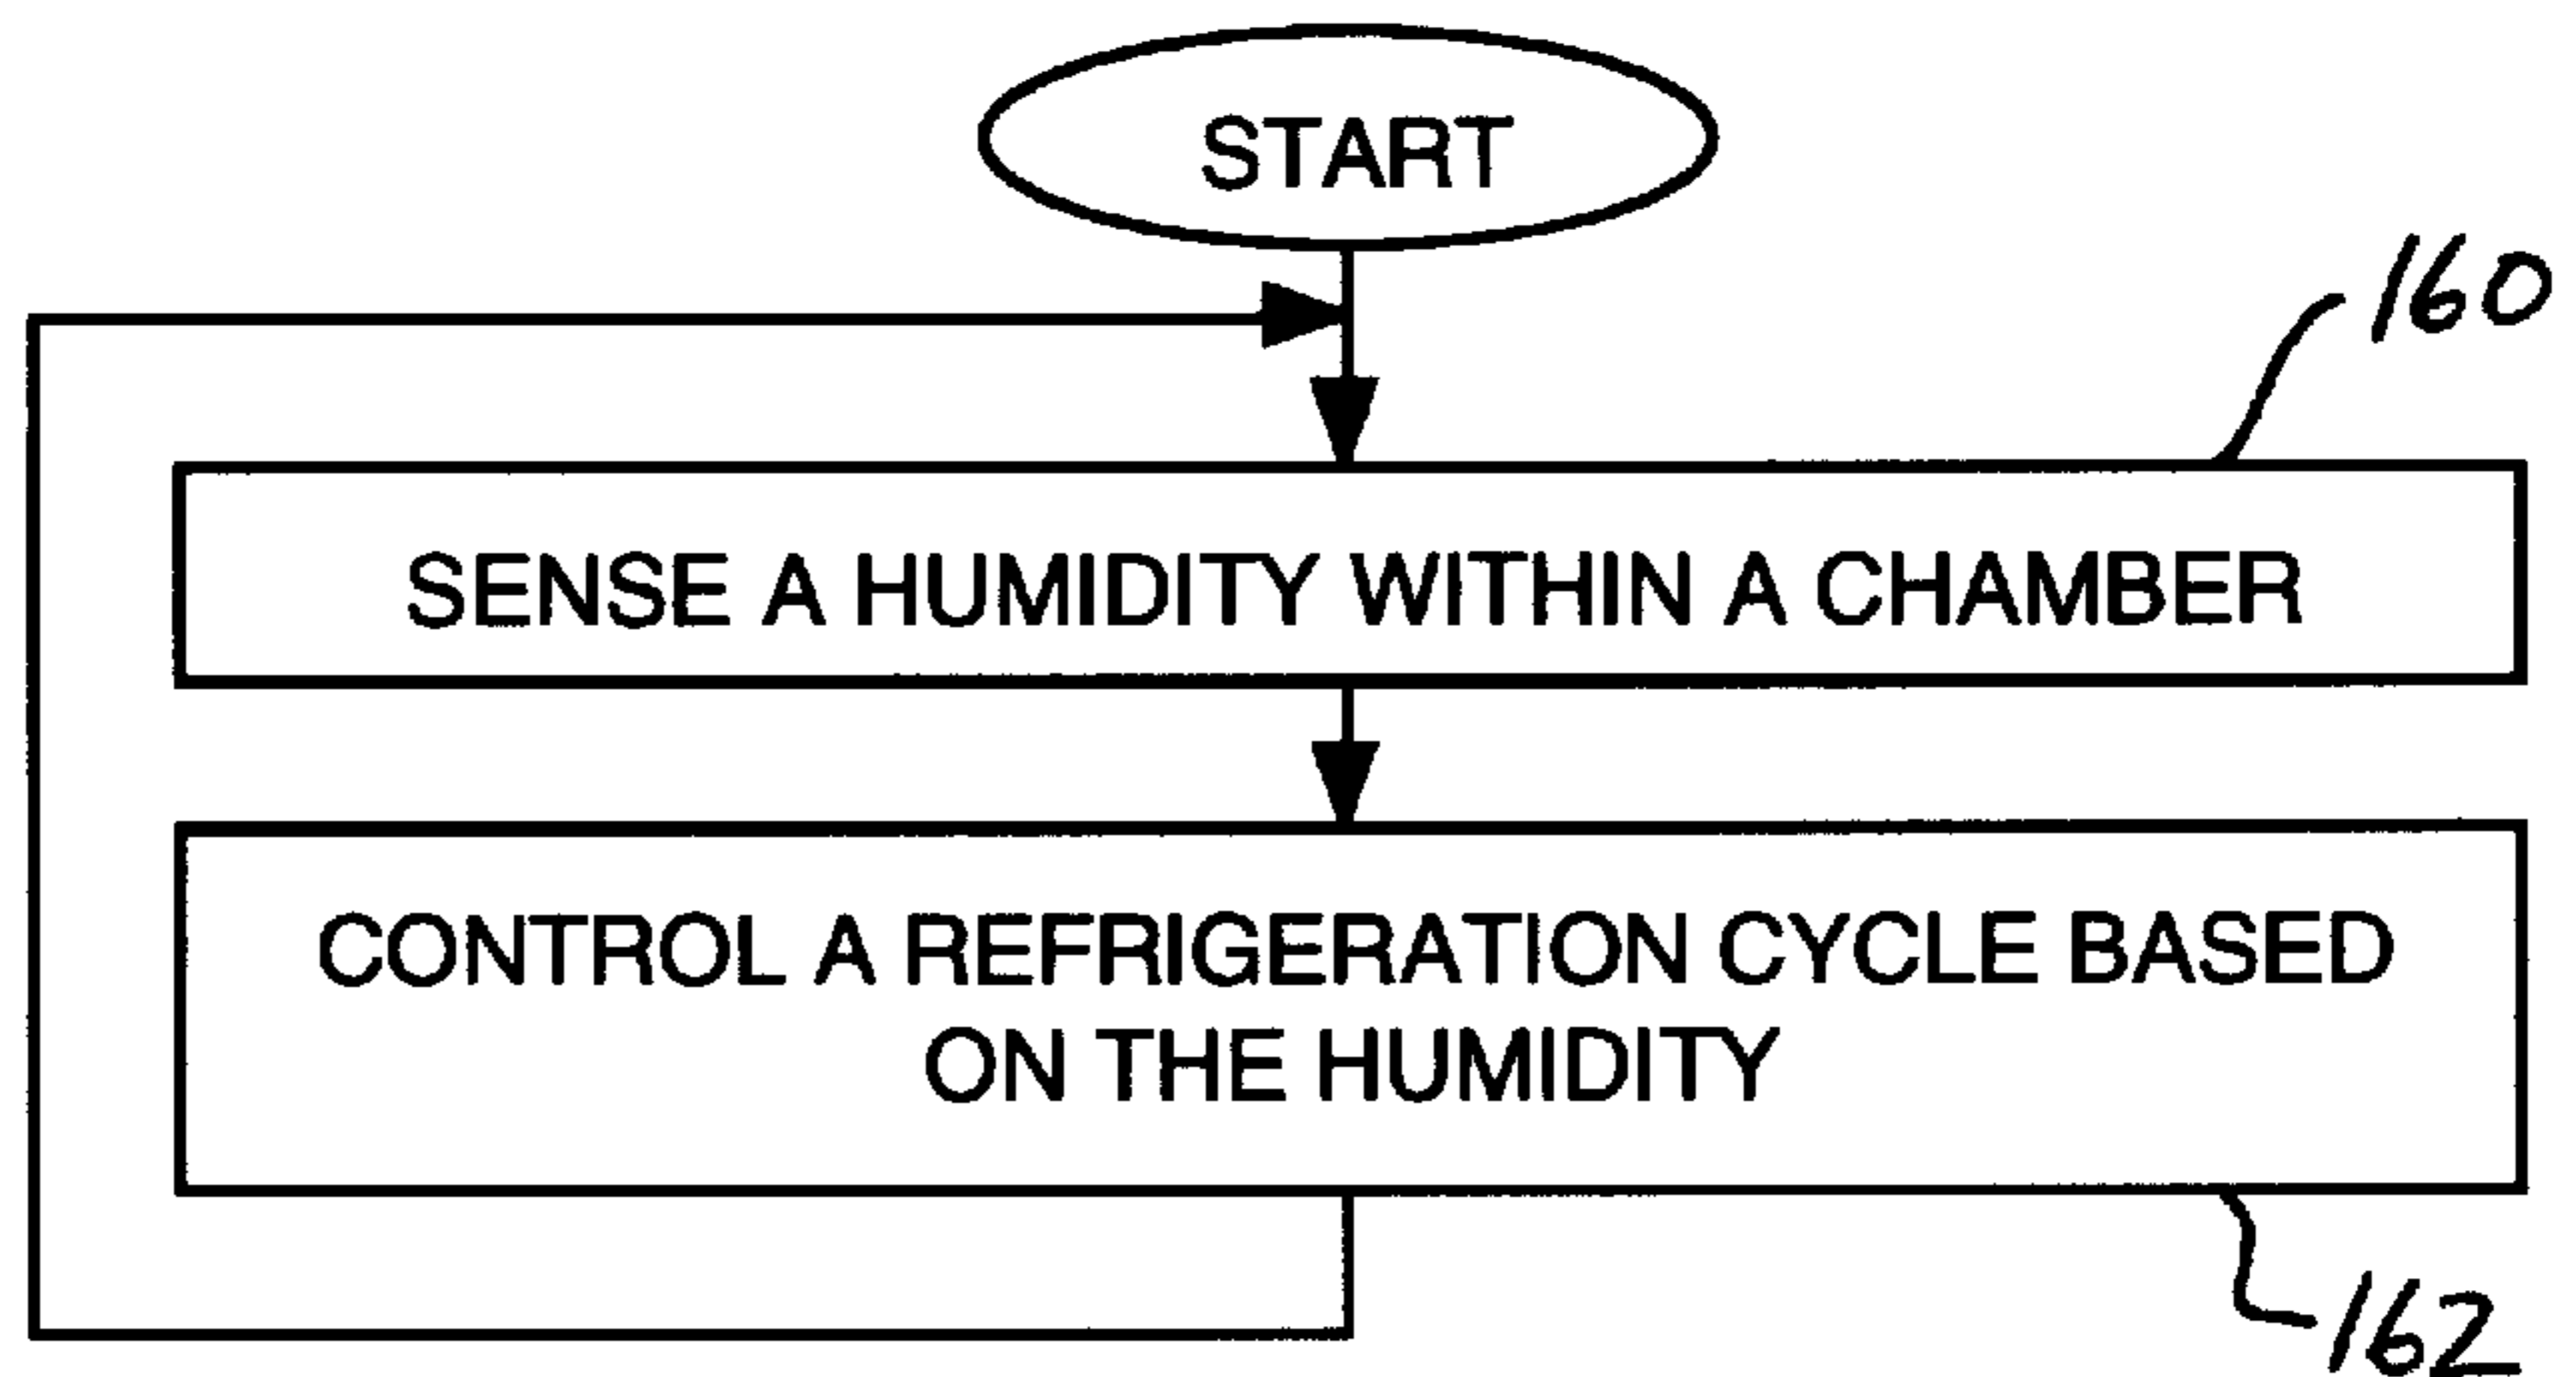 START
160
SENSE A HUMIDITY WITHIN A CHAMBER
CONTROL A REFRIGERATION CYCLE BASED
ON THE HUMIDITY
162